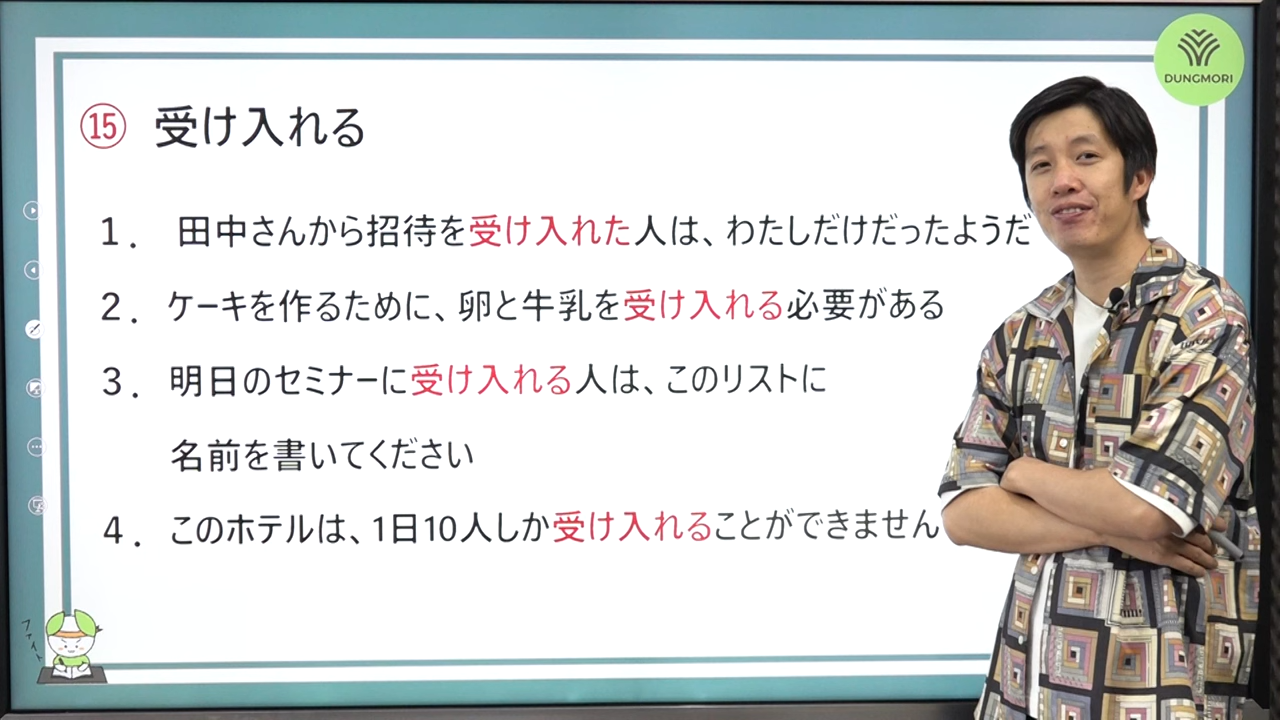 DUNGMORI
⑮ 受け入れる
1. 田中さんから招待を受け入れた人は、わたしだけだったようだ
2. ケーキを作るために、卵と牛乳を受け入れる必要がある
3. 明日のセミナーに受け入れる人は、このリストに
名前を書いてください
4. このホテルは、1日10人しか受け入れることができません
ファイト